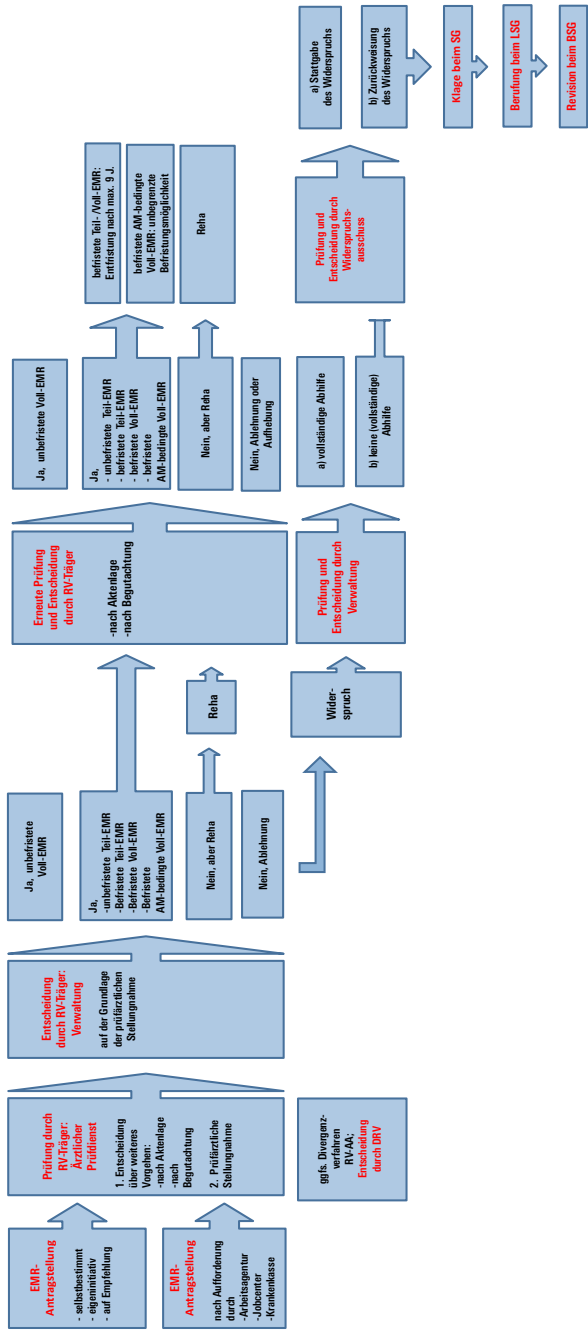 EMR-
Antragstellung
- selbstbestimmt
- eigeninitiativ
- auf Empfehlung
EMR-
Antragstellung
nach Aufforderung
durch
-Arbeitsagentur
-Jobcenter
-Krankenkasse
Prüfung durch
RV-Träger:
Ärztlicher
Prüfdienst
1. Entscheidung
über weiteres
Vorgehen:
-nach Aktenlage
-nach
Begutachtung
2. Prüfärztliche
Stellungnahme
ggfs. Divergenz-
verfahren
RV-AA;
Entscheidung
durch DRV
Entscheidung
durch RV-Träger:
Verwaltung
auf der Grundlage
der prüfärztlichen
Stellungnahme
Ja, unbefristete
Voll-EMR
Ja,
-unbefristete Teil-EMR
-Befristete Teil-EMR
-Befristete Voll-EMR
-Befristete
AM-bedingte Voll-EMR
Nein, aber Reha
Nein, Ablehnung
Reha
Wider-
spruch
Erneute Prüfung
und Entscheidung
durch RV-Träger
-nach Aktenlage
-nach Begutachtung
Prüfung und
Entscheidung durch
Verwaltung
Ja, unbefristete Voll-EMR
Ja,
- unbefristete Teil-EMR
- befristete Teil-EMR
- befristete Voll-EMR
- befristete
AM-bedingte Voll-EMR
Nein, aber Reha
Nein, Ablehnung oder
Aufhebung
a) vollständige Abhilfe
b) keine (vollständige)
Abhilfe
befristete Teil-/Voll-EMR:
Entfristung nach max. 9 J.
befristete AM-bedingte
Voll-EMR: unbegrenzte
Befristungsmöglichkeit
Reha
Prüfung und
Entscheidung durch
Widerspruchs-
ausschuss
a) Stattgabe
des Widerspruchs
b) Zurückweisung
des Widerspruchs
Klage beim SG
Berufung beim LSG
Revision beim BSG